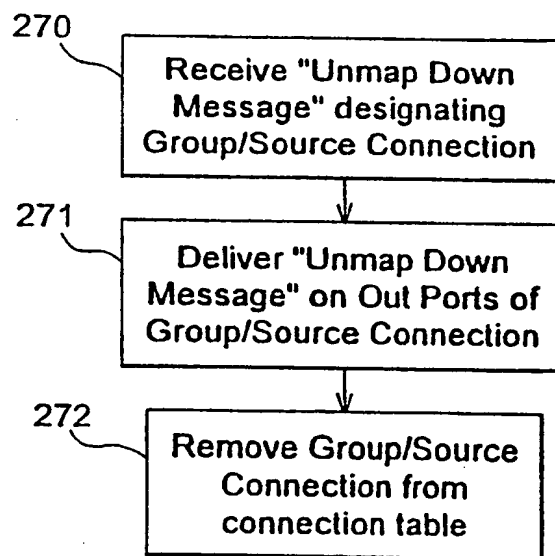 270
Receive "Unmap Down
Message" designating
Group/Source Connection
271
Deliver "Unmap Down
Message" on Out Ports of
Group/Source Connection
272
Remove Group/Source
Connection from
connection table